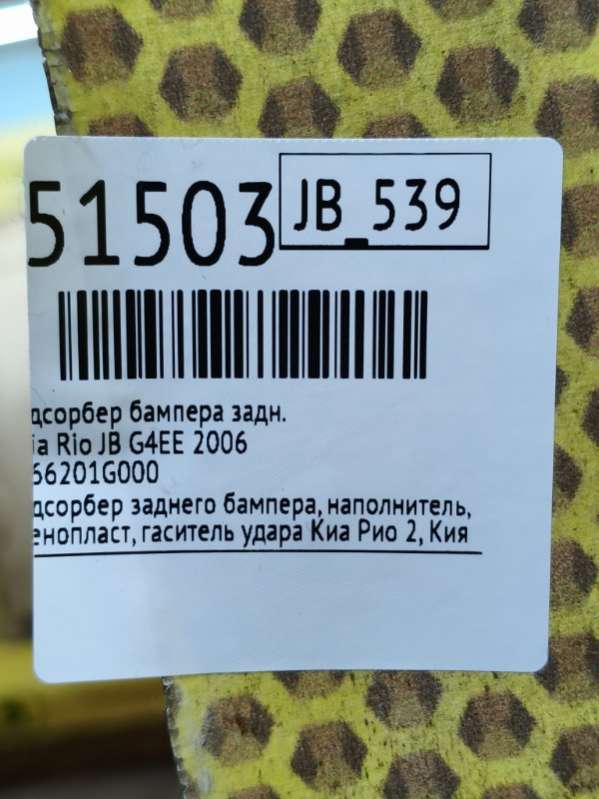 51503
JB_539
дсорбер бампера задн.
ia Rio JB G4EE 2006
66201G000
дсорбер заднего бампера, наполнитель,
енопласт, гаситель удара Киа Рио 2, Кия